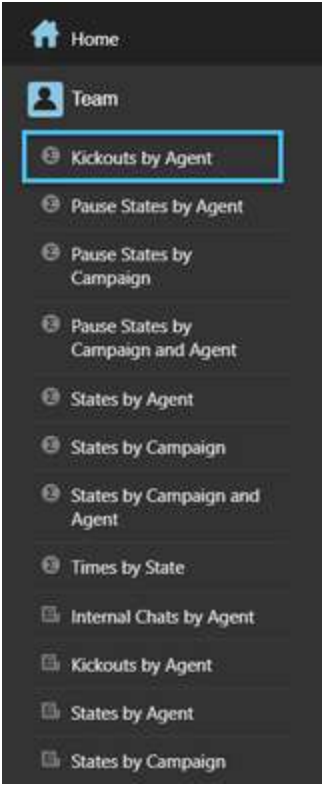 Home
Team
Kickouts by Agent
Pause States by Agent
Pause States by
Campaign
Pause States by
Campaign and Agent
States by Agent
States by Campaign
States by Campaign and
Agent
Times by State
Internal Chats by Agent
Kickouts by Agent
States by Agent
States by Campaign